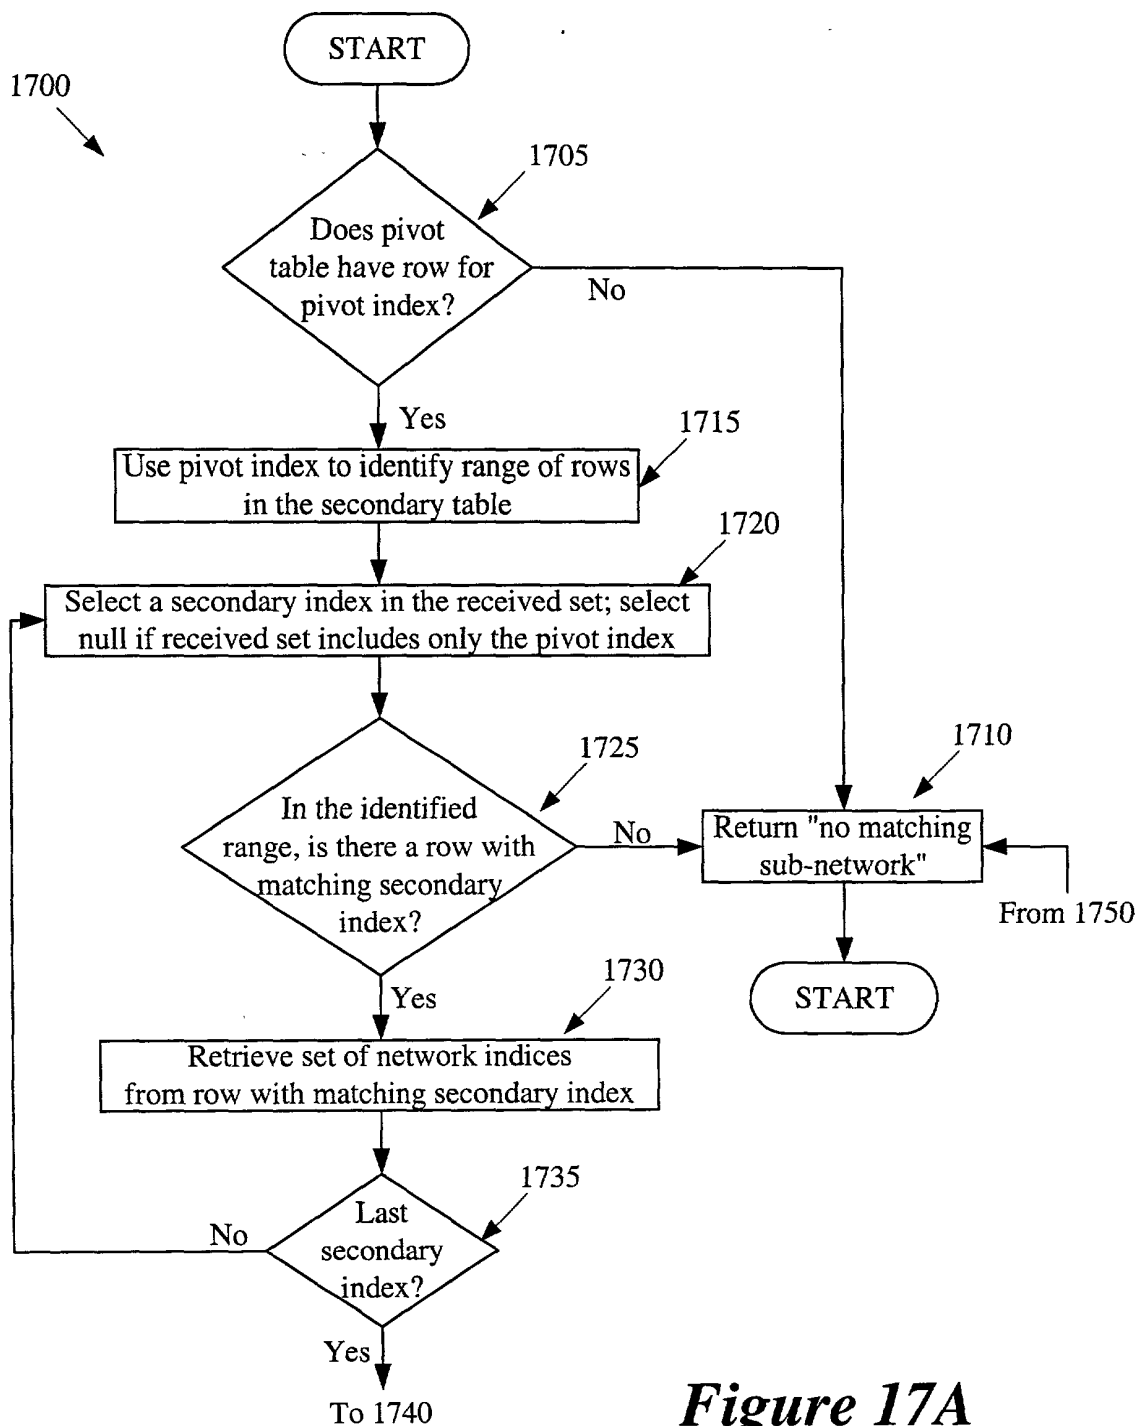 START
1700
1705
Does pivot
table have row for
pivot index?
No
Yes
1715
Use pivot index to identify range of rows
in the secondary table
1720
Select a secondary index in the received set; select
null if received set includes only the pivot index
1725
In the identified
range, is there a row with
matching secondary
index?
No
1710
Return "no matching
sub-network"
From 1750
START
Yes
1730
Retrieve set of network indices
from row with matching secondary index
1735
Last
secondary
index?
No
Yes
To 1740
Figure 17A